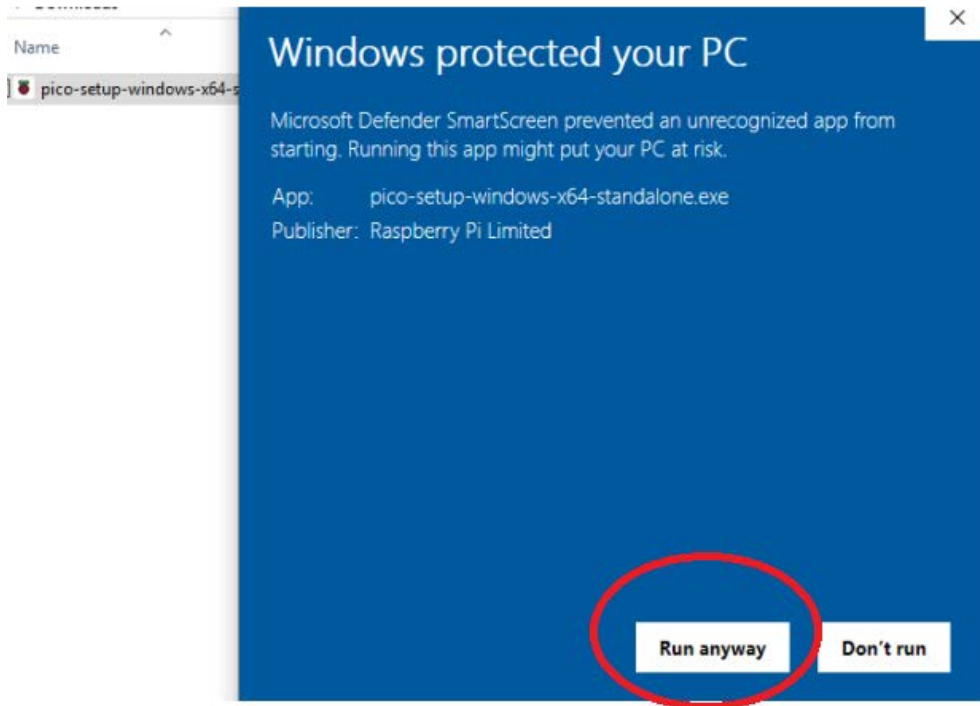 Name
pico-setup-windows-x64-s
Windows protected your PC
Microsoft Defender SmartScreen prevented an unrecognized app from
starting. Running this app might put your PC at risk.
App: pico-setup-windows-x64-standalone.exe
Publisher: Raspberry Pi Limited
Run anyway
Don't run